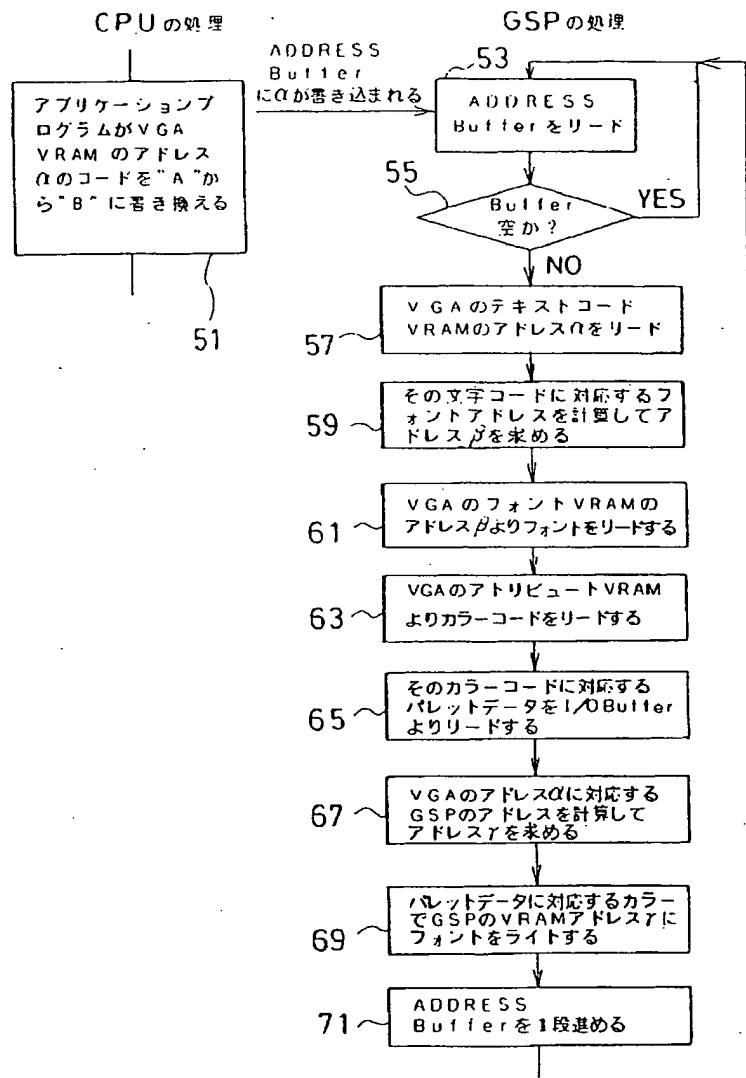 CPUの処理
GSPの処理
ADDRESS
Buffer
にαが書き込まれる
アプリケーションプ
ログラムがVGA
VRAMのアドレス
αのコードを"A"か
ら"B"に書き換える
51
53
ADDRESS
Bufferをリード
55
Buffer
空か?
YES
NO
57
VGAのテキストコード
VRAMのアドレスαをリード
59
その文字コードに対応するフ
ォントアドレスを計算してア
ドレスβを求める
61
VGAのフォントVRAMの
アドレスβよりフォントをリードする
63
VGAのアトリビュートVRAM
よりカラーコードをリードする
65
そのカラーコードに対応する
パレットデータをI/OBuffer
よりリードする
67
VGAのアドレスαに対応する
GSPのアドレスを計算して
アドレスγを求める
69
パレットデータに対応するカラー
でGSPのVRAMアドレスγに
フォントをライトする
71
ADDRESS
Bufferを1段進める